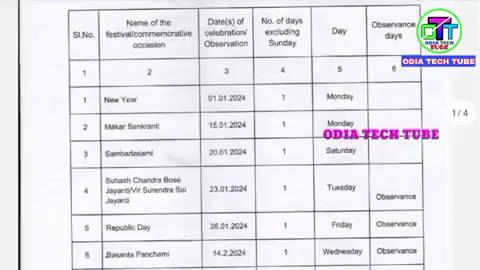 Sl.No. Name of the festival/commemorative occasion Date(s) of celebration/ Observation No. of days excluding Sunday Day Observance days
1 2 3 4 5 6
1 New Year 01.01.2024 1 Monday
2 Makar Sankranti 15.01.2024 1 Monday
3 Sambadasami 20.01.2024 1 Saturday
4 Subash Chandra Bose Jayanti/Vir Surendra Sai Jayanti 23.01.2024 1 Tuesday Observance
5 Republic Day 26.01.2024 1 Friday Observance
6 Basanta Panchami 14.2.2024 1 Wednesday Observance
OTT
TUBE
ODIA TECH TUBE
1/4
ODIA TECH TUBE